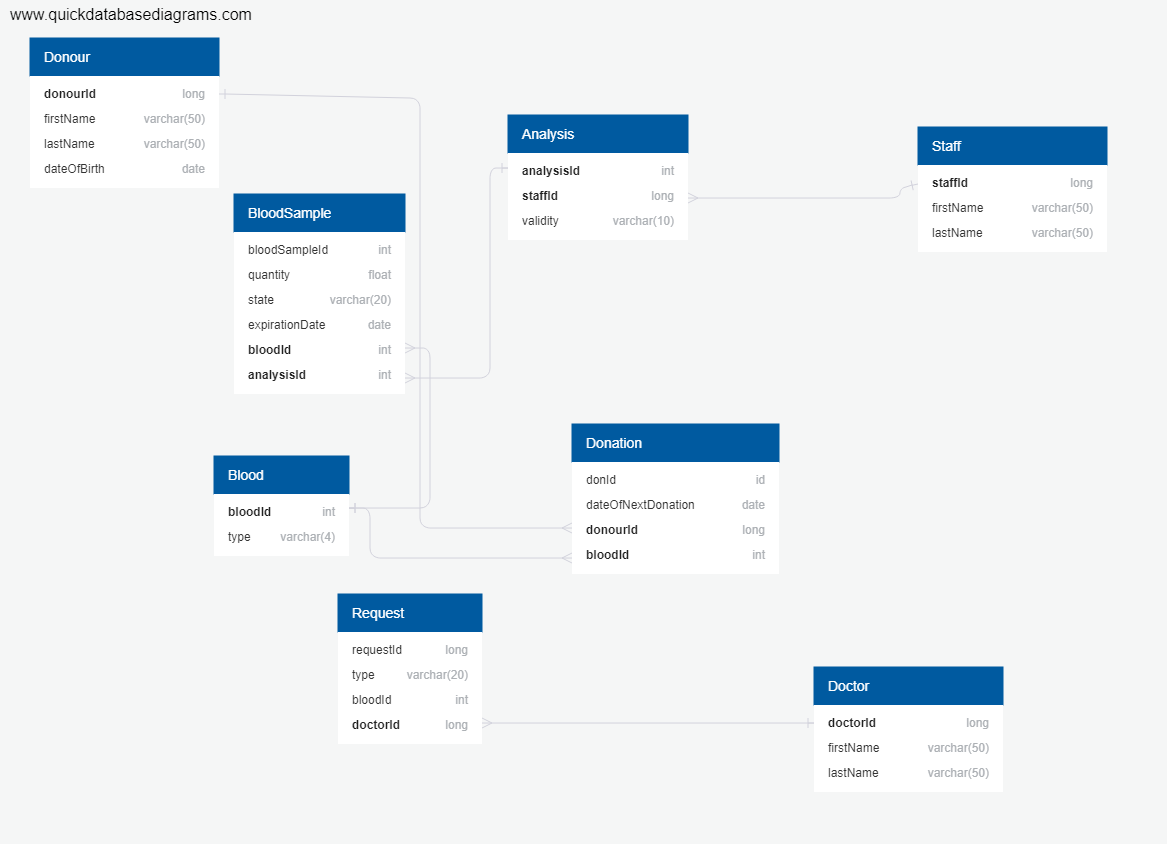 www.quickdatabasediagrams.com
Donour
donourId long
firstName varchar(50)
lastName varchar(50)
dateOfBirth date
BloodSample
bloodSampleId int
quantity float
state varchar(20)
expirationDate date
bloodId int
analysisId int
Analysis
analysisId int
staffId long
validity varchar(10)
Staff
staffId long
firstName varchar(50)
lastName varchar(50)
Blood
bloodId int
type varchar(4)
Donation
donId id
dateOfNextDonation date
donourId long
bloodId int
Request
requestId long
type varchar(20)
bloodId int
doctorId long
Doctor
doctorId long
firstName varchar(50)
lastName varchar(50)